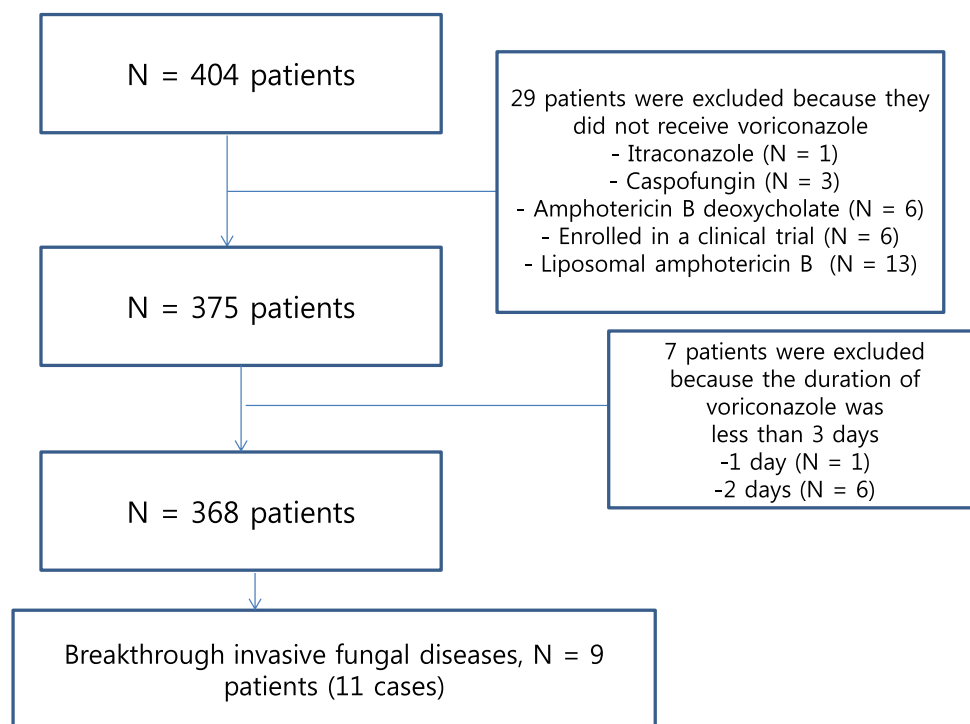 N = 404 patients
29 patients were excluded because they
did not receive voriconazole
- Itraconazole (N = 1)
- Caspofungin (N = 3)
- Amphotericin B deoxycholate (N = 6)
- Enrolled in a clinical trial (N = 6)
- Liposomal amphotericin B (N = 13)
N = 375 patients
7 patients were excluded
because the duration of
voriconazole was
less than 3 days
-1 day (N = 1)
-2 days (N = 6)
N = 368 patients
Breakthrough invasive fungal diseases, N = 9
patients (11 cases)